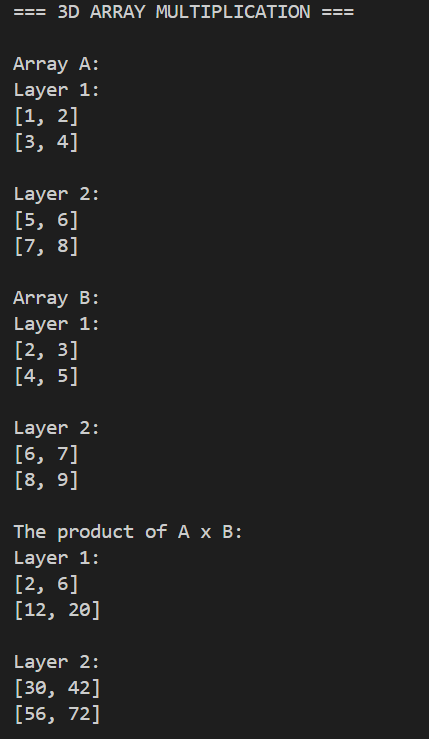 === 3D ARRAY MULTIPLICATION ===
Array A:
Layer 1:
[1, 2]
[3, 4]
Layer 2:
[5, 6]
[7, 8]
Array B:
Layer 1:
[2, 3]
[4, 5]
Layer 2:
[6, 7]
[8, 9]
The product of A x B:
Layer 1:
[2, 6]
[12, 20]
Layer 2:
[30, 42]
[56, 72]